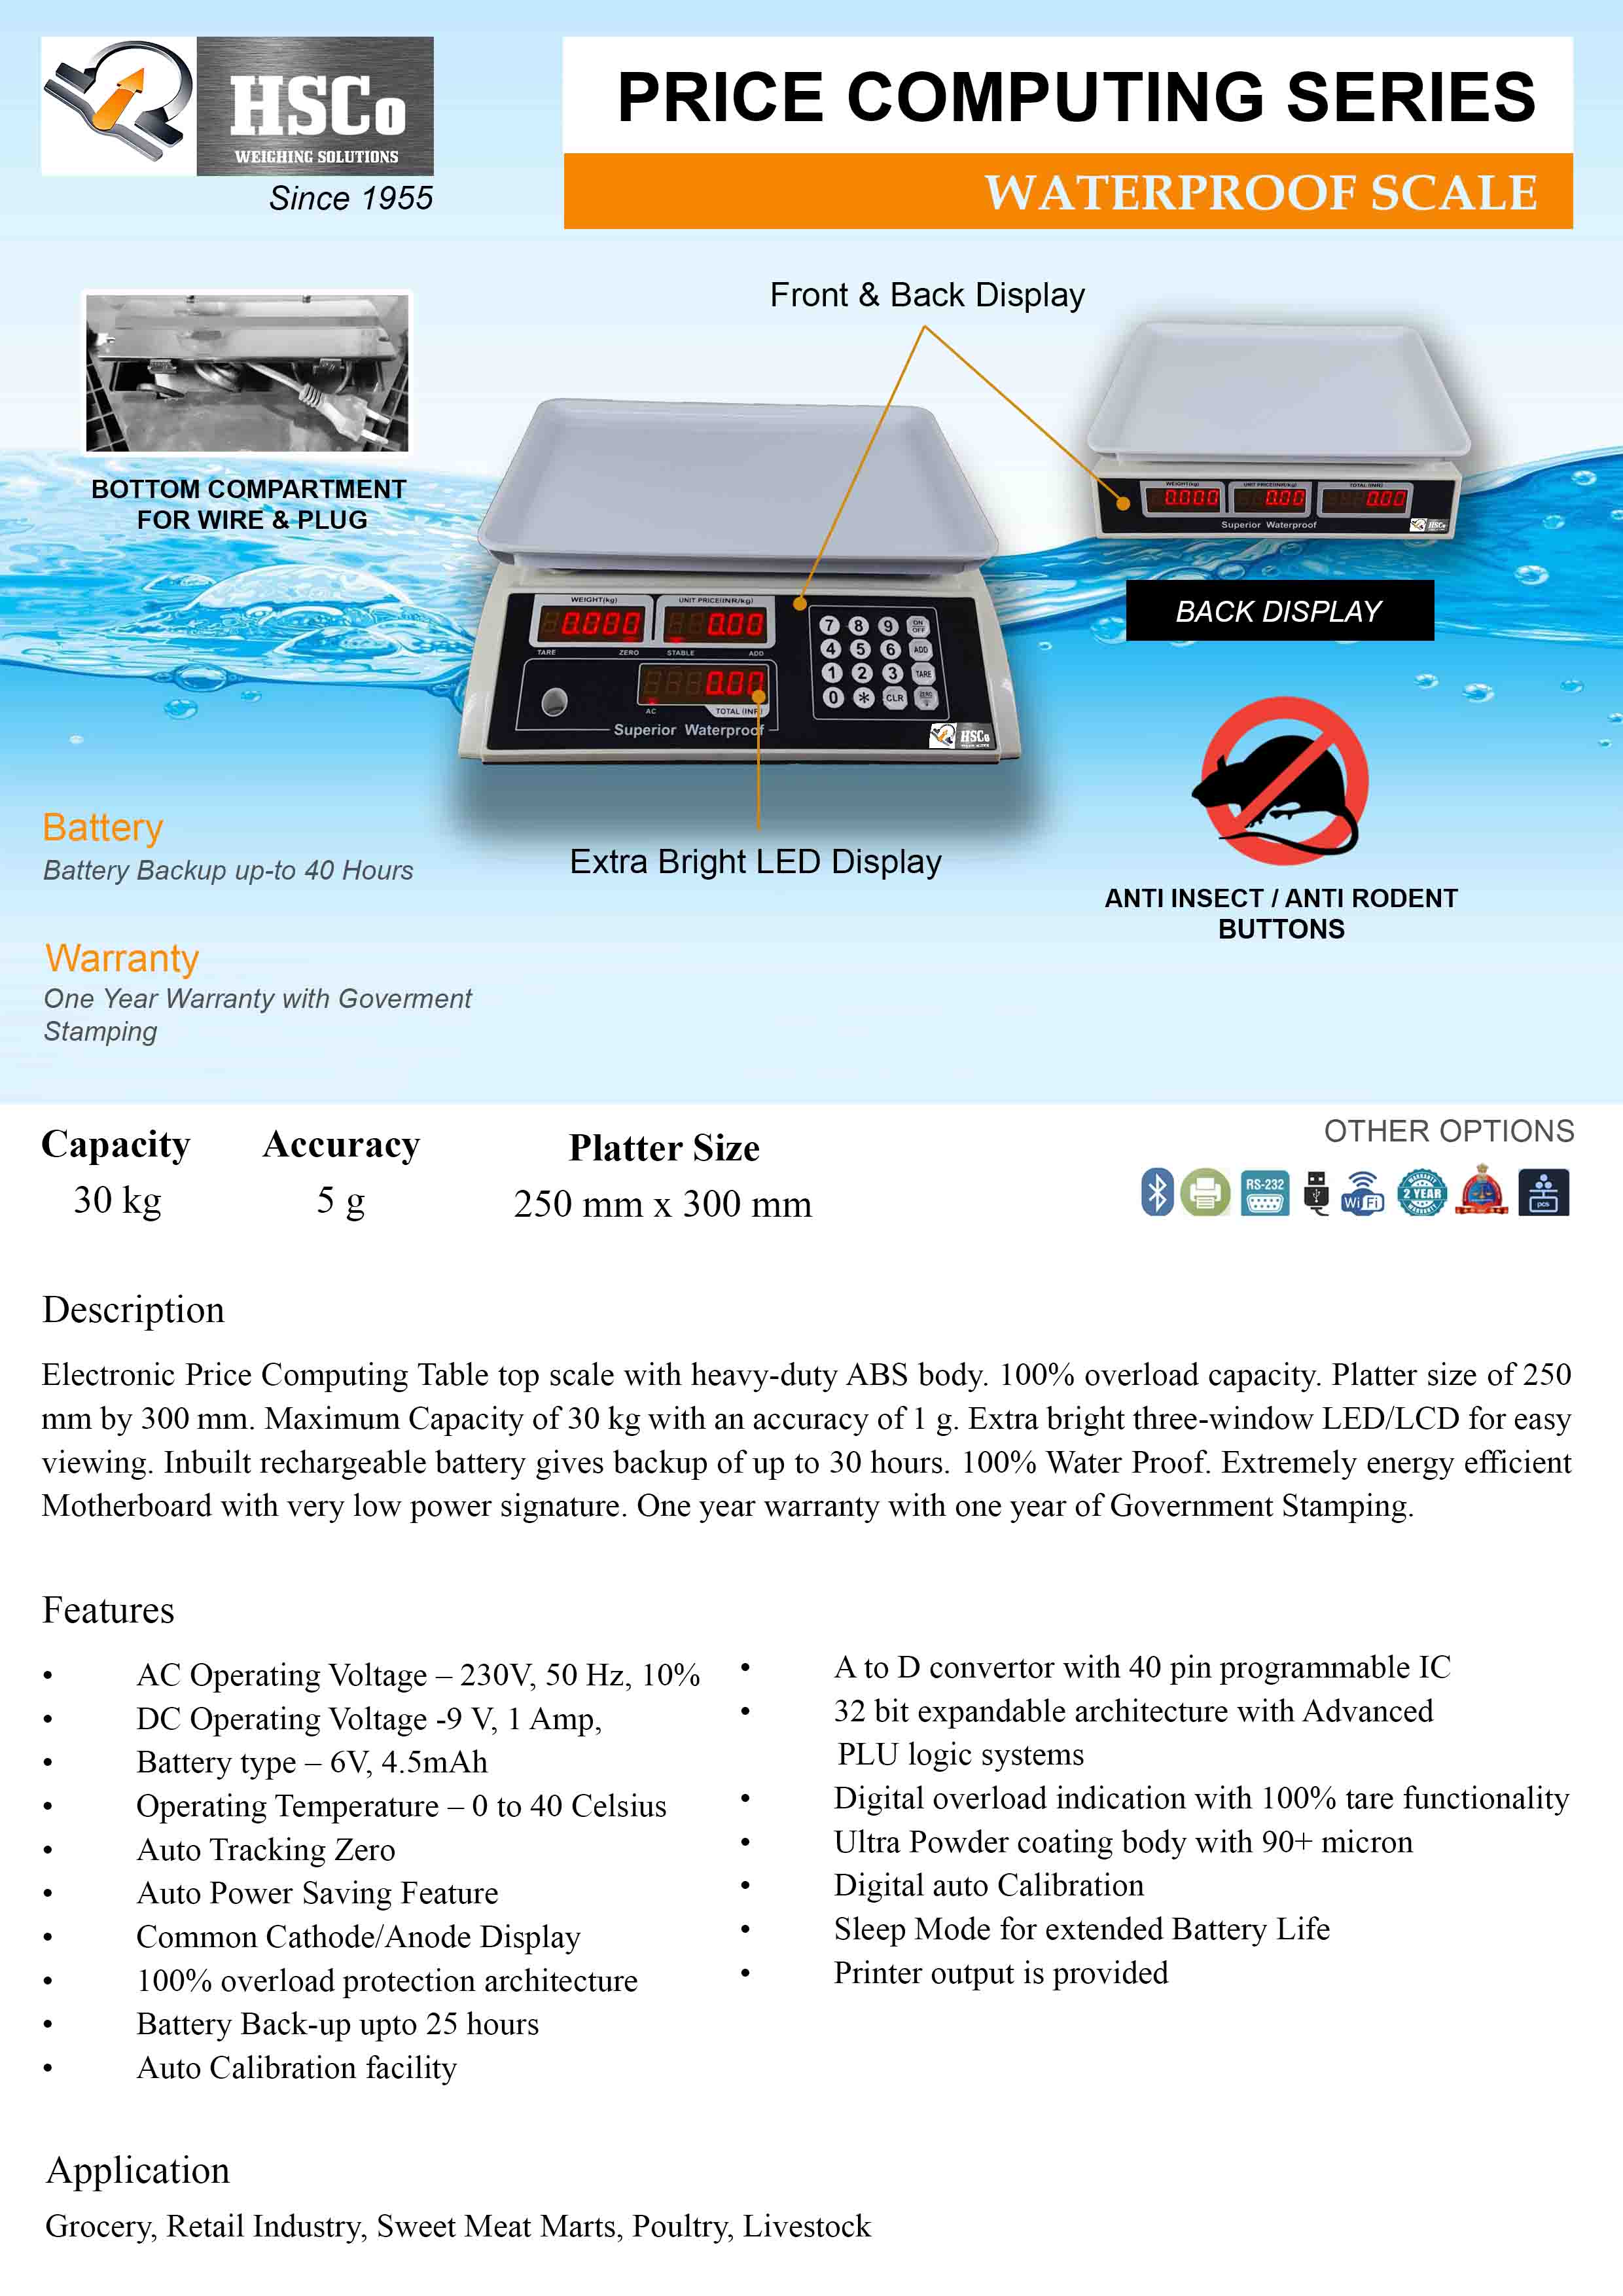 HSCo
WEIGHING SOLUTIONS
Since 1955
PRICE COMPUTING SERIES
WATERPROOF SCALE
Front & Back Display
BOTTOM COMPARTMENT
FOR WIRE & PLUG
WEIGHT(kg)
UNIT PRICE(INR/kg)
TOTAL (INR)
0.000
0.00
0.00
Superior Waterproof
HSCo
BACK DISPLAY
WEIGHT(kg)
UNIT PRICE(INR/kg)
0.000
0.00
TARE
ZERO
STABLE
ADD
0.00
AC
TOTAL (INR)
Superior Waterproof
7 8 9 ON OFF
4 5 6 ADD
1 2 3 TARE
0 * CLR ZERO
HSCo
Extra Bright LED Display
ANTI INSECT / ANTI RODENT
BUTTONS
Battery
Battery Backup up-to 40 Hours
Warranty
One Year Warranty with Goverment
Stamping
Capacity
30 kg
Accuracy
5 g
Platter Size
250 mm x 300 mm
OTHER OPTIONS
RS-232
WiFi
WARRANTY
2 YEAR
WARRANTY
pcs
Description
Electronic Price Computing Table top scale with heavy-duty ABS body. 100% overload capacity. Platter size of 250
mm by 300 mm. Maximum Capacity of 30 kg with an accuracy of 1 g. Extra bright three-window LED/LCD for easy
viewing. Inbuilt rechargeable battery gives backup of up to 30 hours. 100% Water Proof. Extremely energy efficient
Motherboard with very low power signature. One year warranty with one year of Government Stamping.
Features
• AC Operating Voltage – 230V, 50 Hz, 10%
• DC Operating Voltage -9 V, 1 Amp,
• Battery type – 6V, 4.5mAh
• Operating Temperature – 0 to 40 Celsius
• Auto Tracking Zero
• Auto Power Saving Feature
• Common Cathode/Anode Display
• 100% overload protection architecture
• Battery Back-up upto 25 hours
• Auto Calibration facility
• A to D convertor with 40 pin programmable IC
• 32 bit expandable architecture with Advanced
PLU logic systems
• Digital overload indication with 100% tare functionality
• Ultra Powder coating body with 90+ micron
• Digital auto Calibration
• Sleep Mode for extended Battery Life
• Printer output is provided
Application
Grocery, Retail Industry, Sweet Meat Marts, Poultry, Livestock